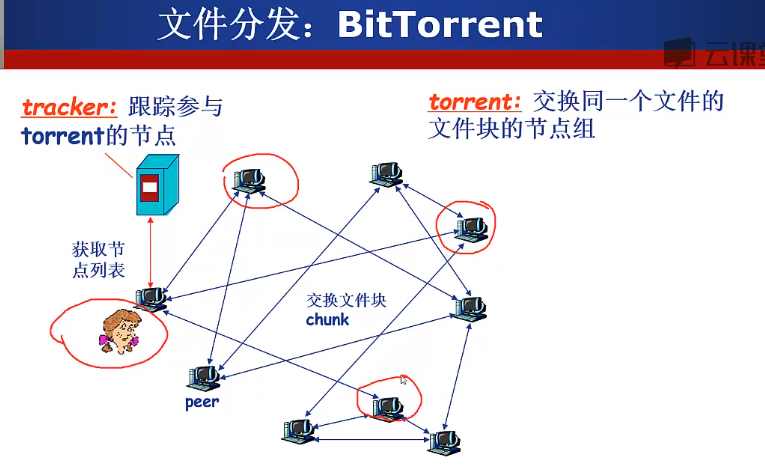 文件分发：BitTorrent
云课堂
tracker: 跟踪参与
torrent的节点
torrent: 交换同一个文件的
文件块的节点组
获取节
点列表
交换文件块
chunk
peer